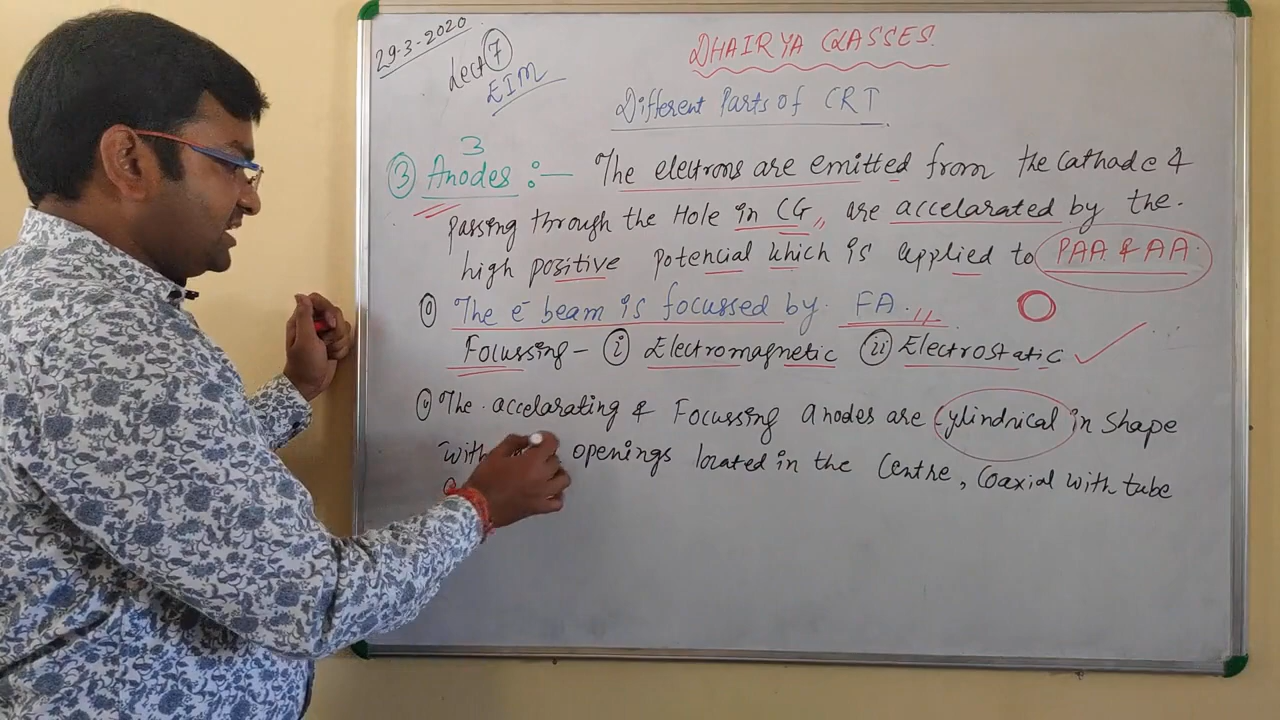 29-3-2020
Lect 7
EIM
DHAIRYA CLASSES.
Different Parts of CRT
3
③ Anodes :- The electrons are emitted from the Cathode &
passing through the Hole in CG,, are accelarated by the.
high positive potencial which is applied to PAA & AA.
The e⁻ beam is focussed by FA.,,
Focussing - (i) Electromagnetic (ii) Electrostatic
The accelarating & Focussing anodes are Cylindrical in shape
with openings located in the Centre, Coaxial with tube